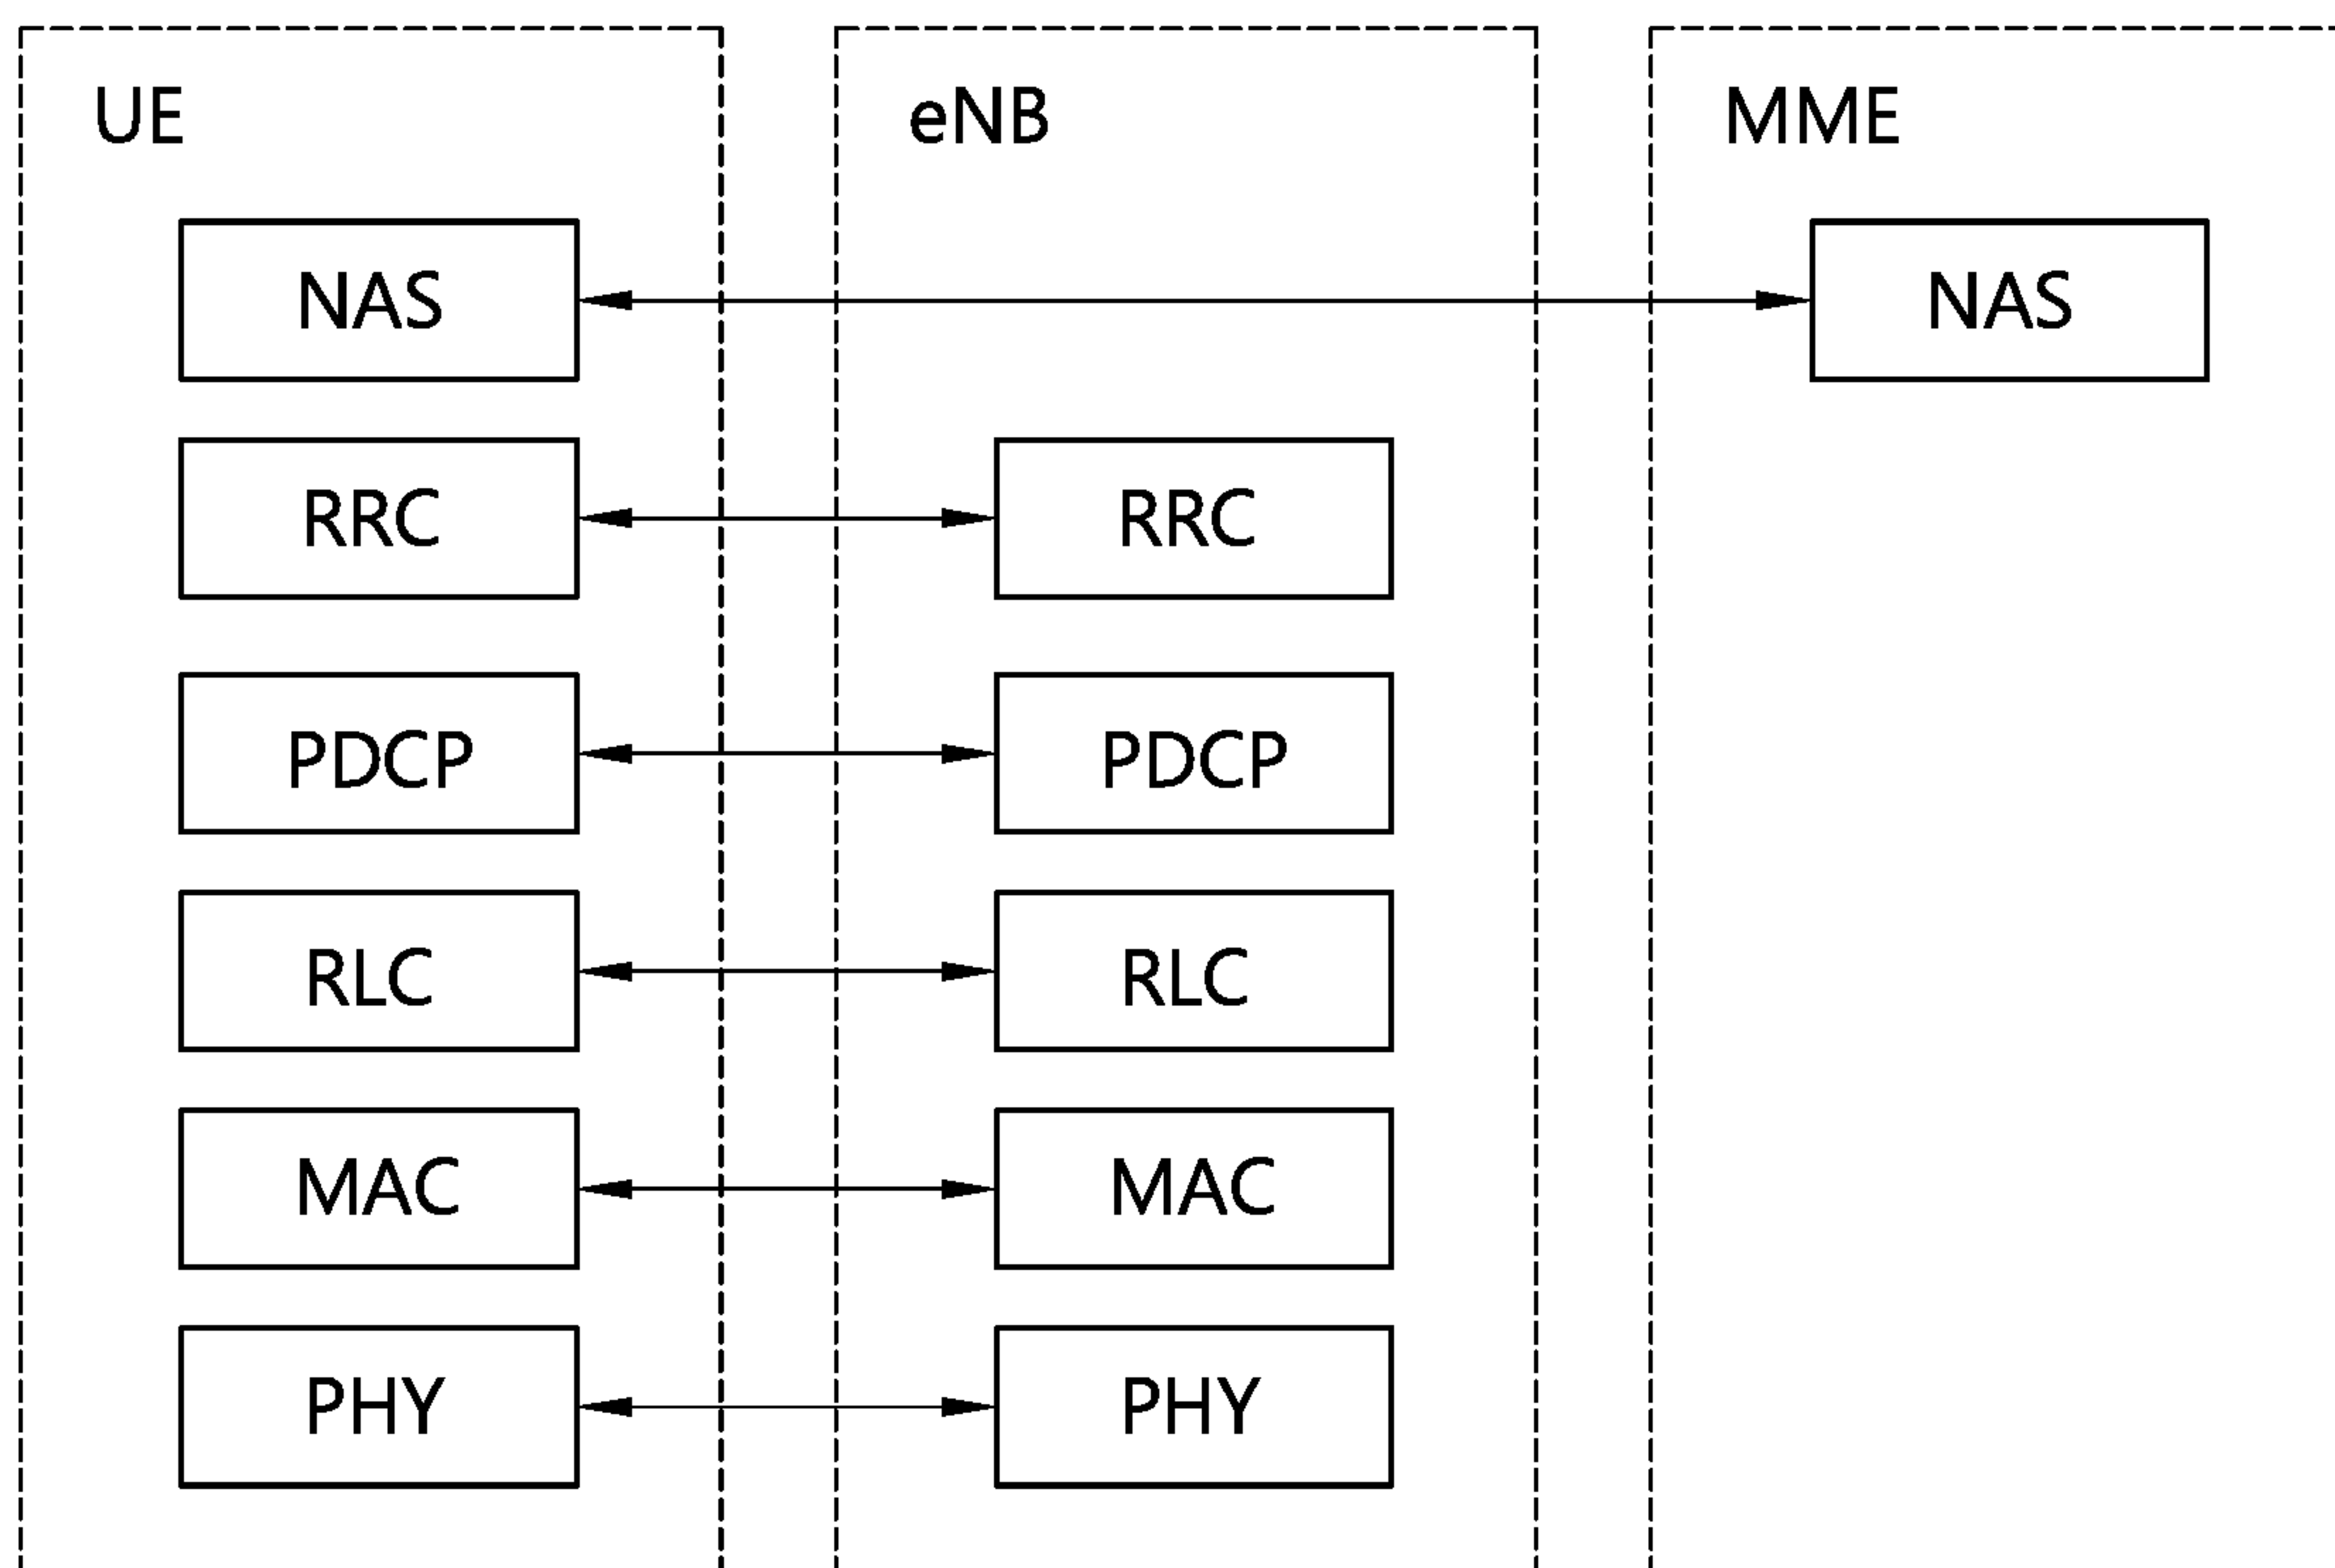 UE eNB MME
NAS NAS
RRC RRC
PDCP PDCP
RLC RLC
MAC MAC
PHY PHY